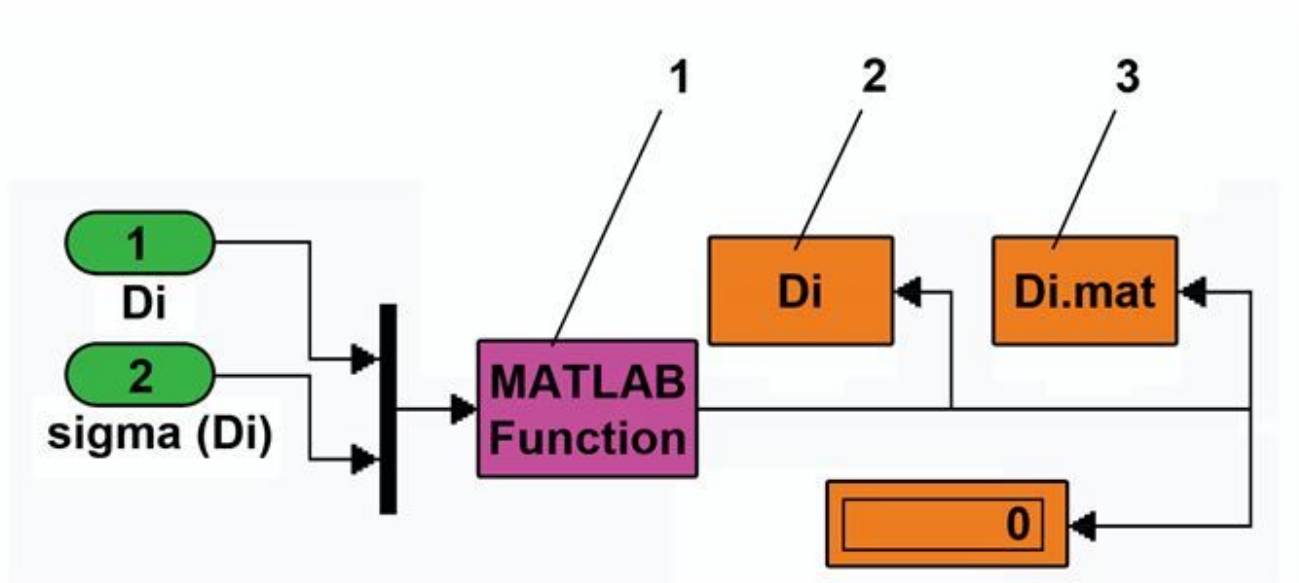 1
2
3
1
Di
Di
Di.mat
2
sigma (Di)
MATLAB
Function
0